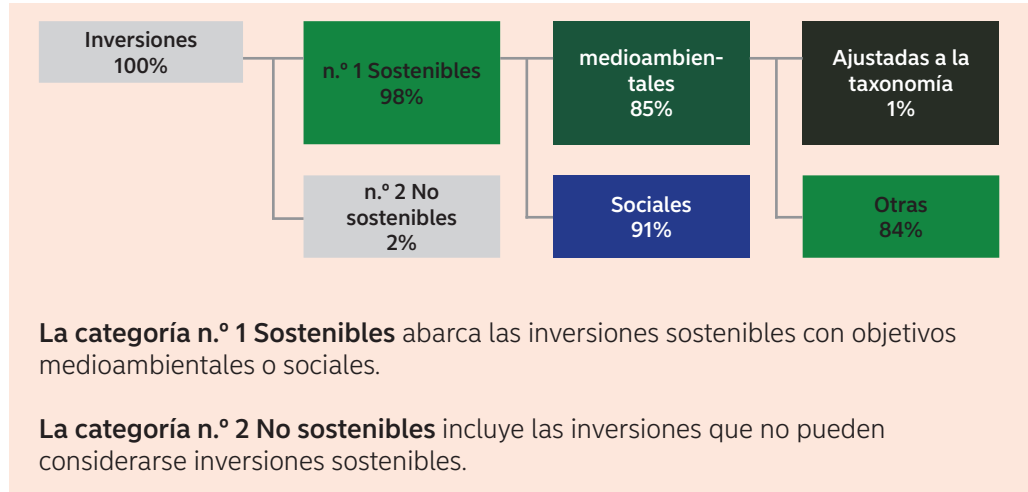 Inversiones
100%
n.º 1 Sostenibles
98%
medioambien-
tales
85%
Ajustadas a la
taxonomía
1%
n.º 2 No
sostenibles
2%
Sociales
91%
Otras
84%
La categoría n.º 1 Sostenibles abarca las inversiones sostenibles con objetivos
medioambientales o sociales.
La categoría n.º 2 No sostenibles incluye las inversiones que no pueden
considerarse inversiones sostenibles.